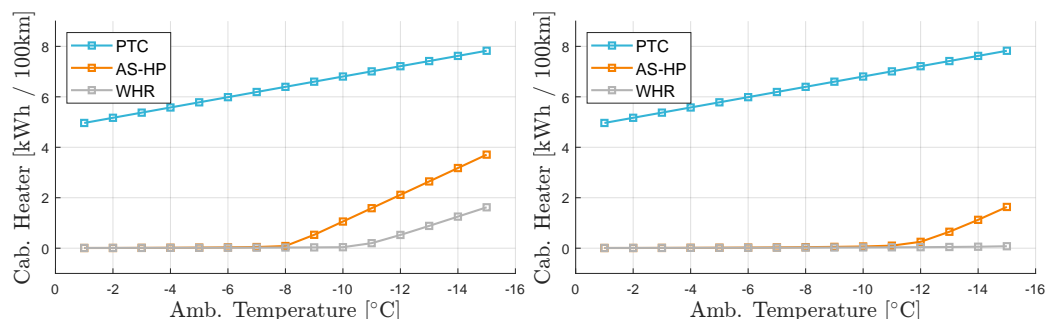 Cab. Heater [kWh / 100km]
8
6
4
2
0
PTC
AS-HP
WHR
0 -2 -4 -6 -8 -10 -12 -14 -16
Amb. Temperature [°C]
Cab. Heater [kWh / 100km]
8
6
4
2
0
PTC
AS-HP
WHR
0 -2 -4 -6 -8 -10 -12 -14 -16
Amb. Temperature [°C]